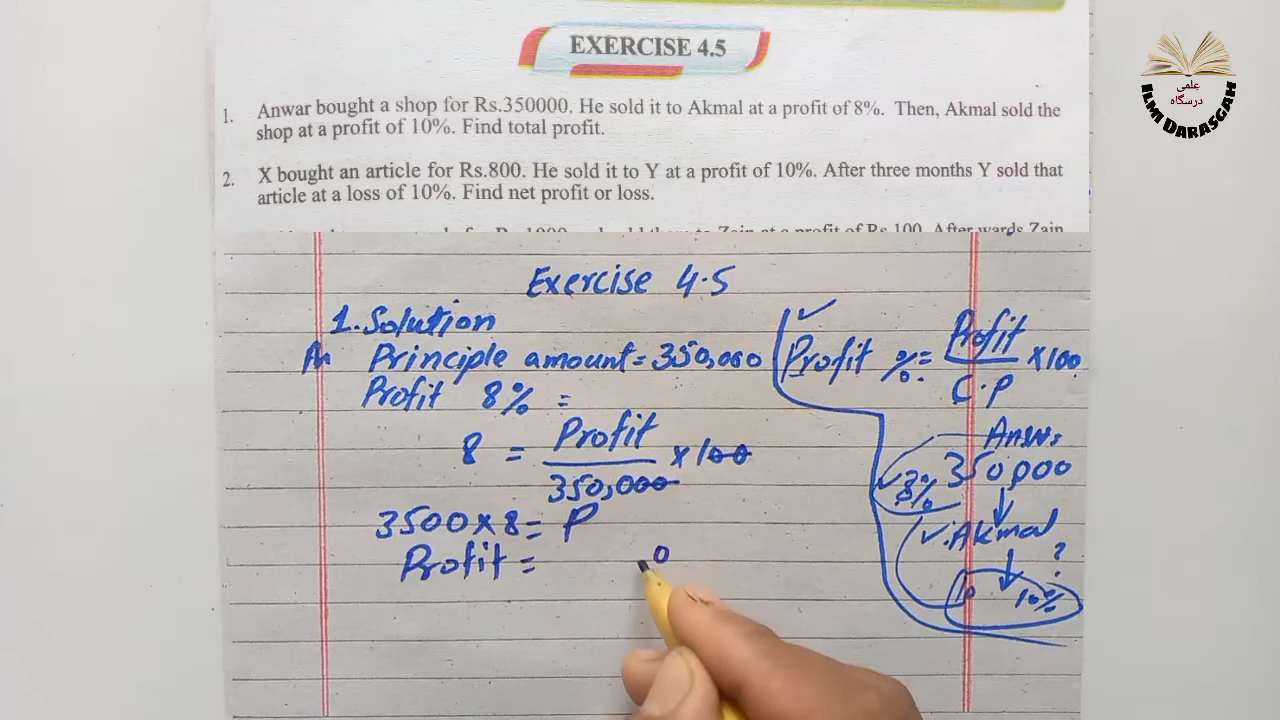 EXERCISE 4.5
1. Anwar bought a shop for Rs.350000. He sold it to Akmal at a profit of 8%. Then, Akmal sold the
shop at a profit of 10%. Find total profit.
2. X bought an article for Rs.800. He sold it to Y at a profit of 10%. After three months Y sold that
article at a loss of 10%. Find net profit or loss.
Exercise 4.5
1. Solution
Principle amount = 350,000
Profit 8% =
8 = Profit / 350,000 × 100
3500 × 8 = P
Profit = 0
Profit %= Profit / C.P × 100
Answ.
8% 350000
Akmal
?
10 10%
علمی
درسگاه
ILMI DARASGAH